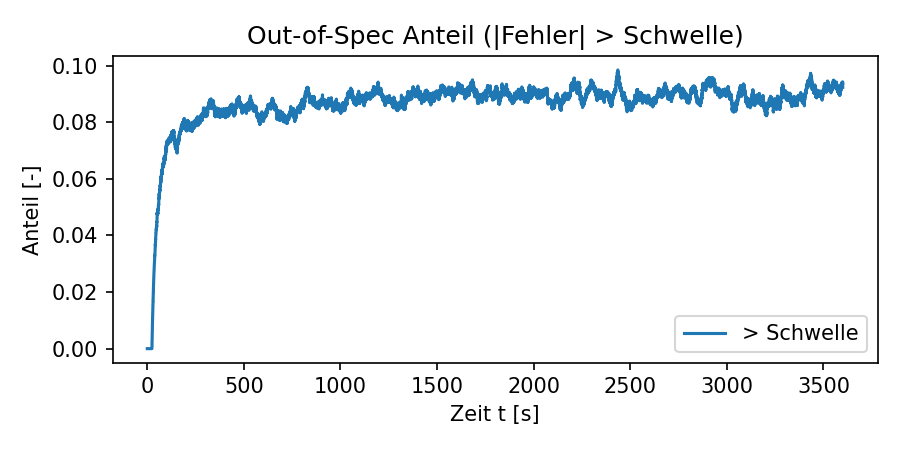 Out-of-Spec Anteil (|Fehler| > Schwelle)
Anteil [-]
0.10
0.08
0.06
0.04
0.02
0.00
> Schwelle
0 500 1000 1500 2000 2500 3000 3500
Zeit t [s]